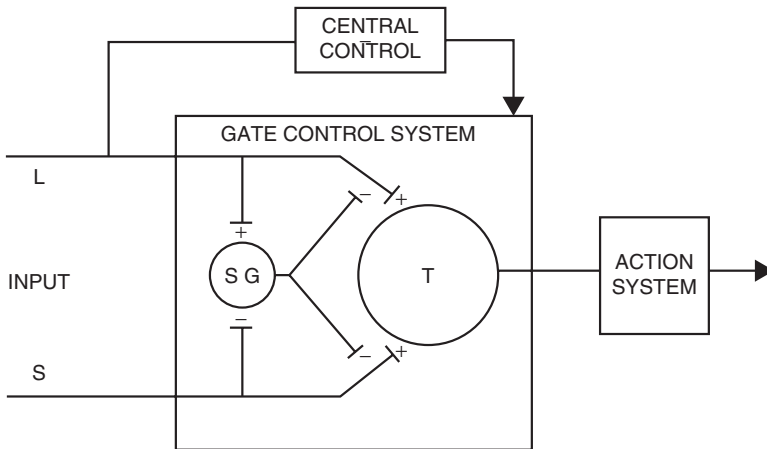 CENTRAL
CONTROL
–
GATE CONTROL SYSTEM
L
–
+
+
S G
T
INPUT
ACTION
SYSTEM
–
–
+
S